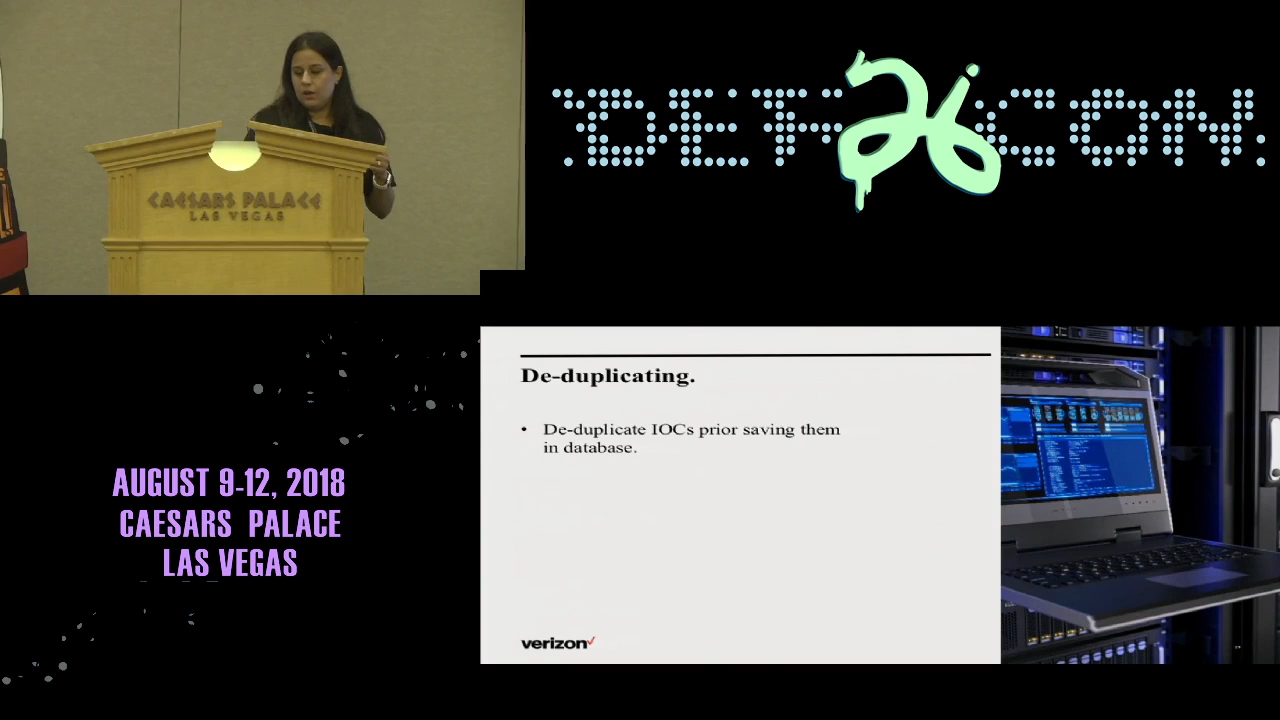 DEF 26 CON
CAESARS PALACE
LAS VEGAS
AUGUST 9-12, 2018
CAESARS PALACE
LAS VEGAS
De-duplicating.
• De-duplicate IOCs prior saving them
in database.
verizon✓